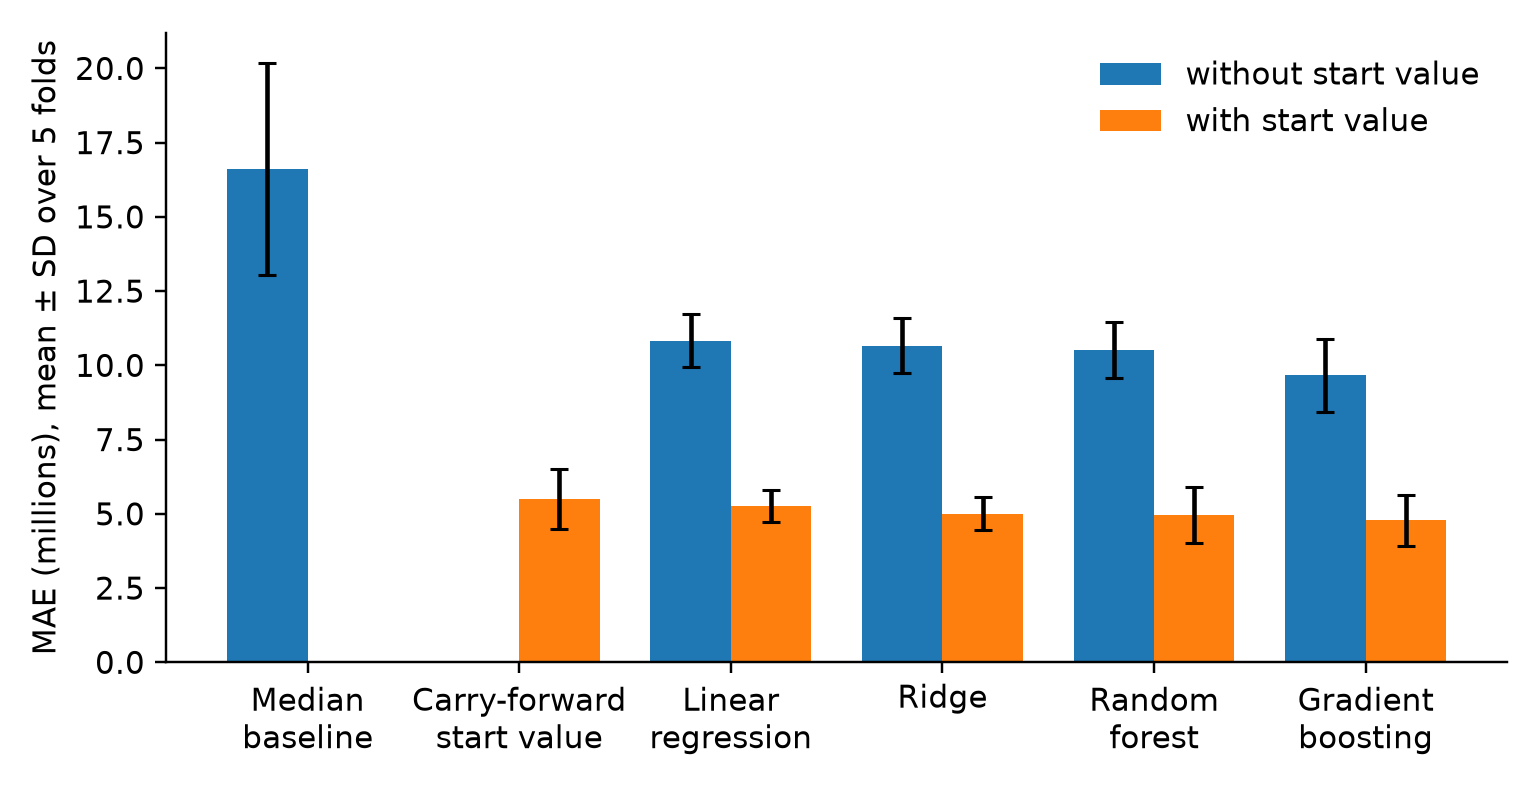 MAE (millions), mean ± SD over 5 folds
20.0
17.5
15.0
12.5
10.0
7.5
5.0
2.5
0.0
without start value
with start value
Median
baseline
Carry-forward
start value
Linear
regression
Ridge
Random
forest
Gradient
boosting